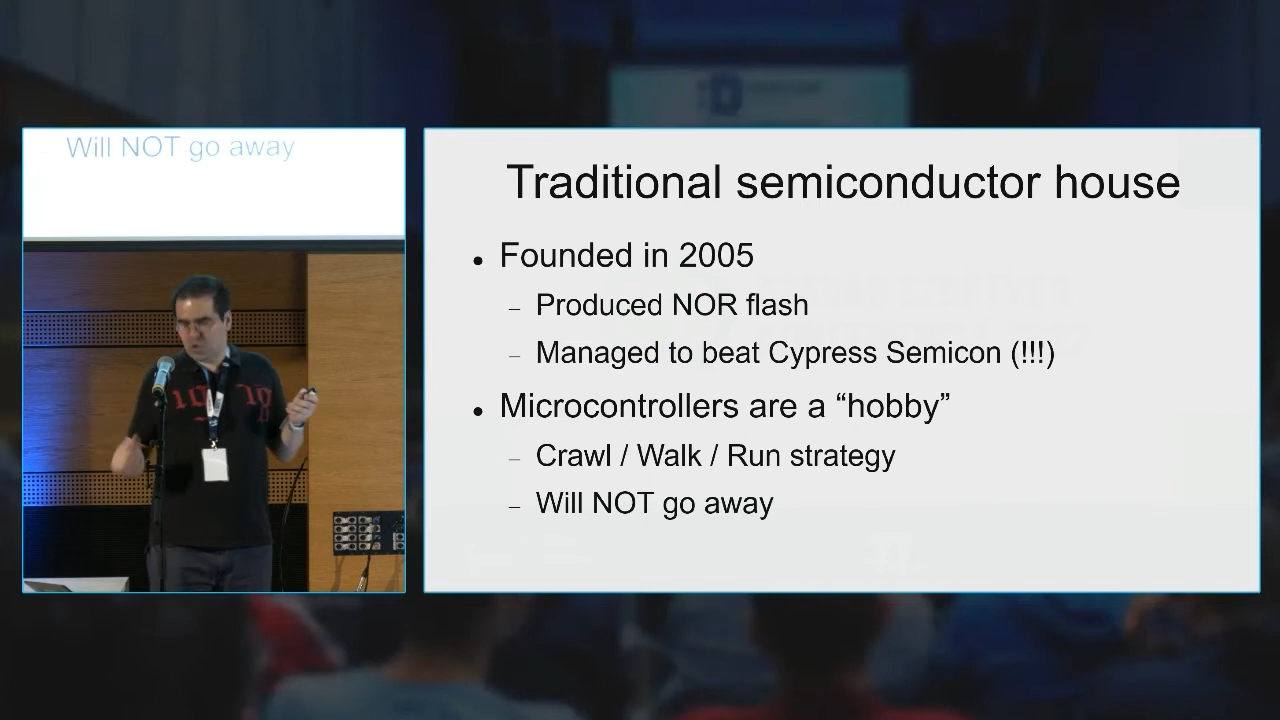 Will NOT go away
Traditional semiconductor house
• Founded in 2005
– Produced NOR flash
– Managed to beat Cypress Semicon (!!!)
• Microcontrollers are a “hobby”
– Crawl / Walk / Run strategy
– Will NOT go away